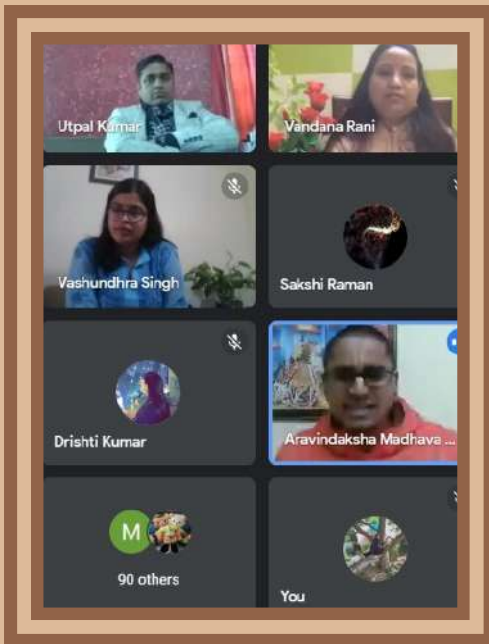 Utpal Kumar
Vandana Rani
Vashundhra Singh
Sakshi Raman
Drishti Kumar
Aravindaksha Madhava ...
M
90 others
You